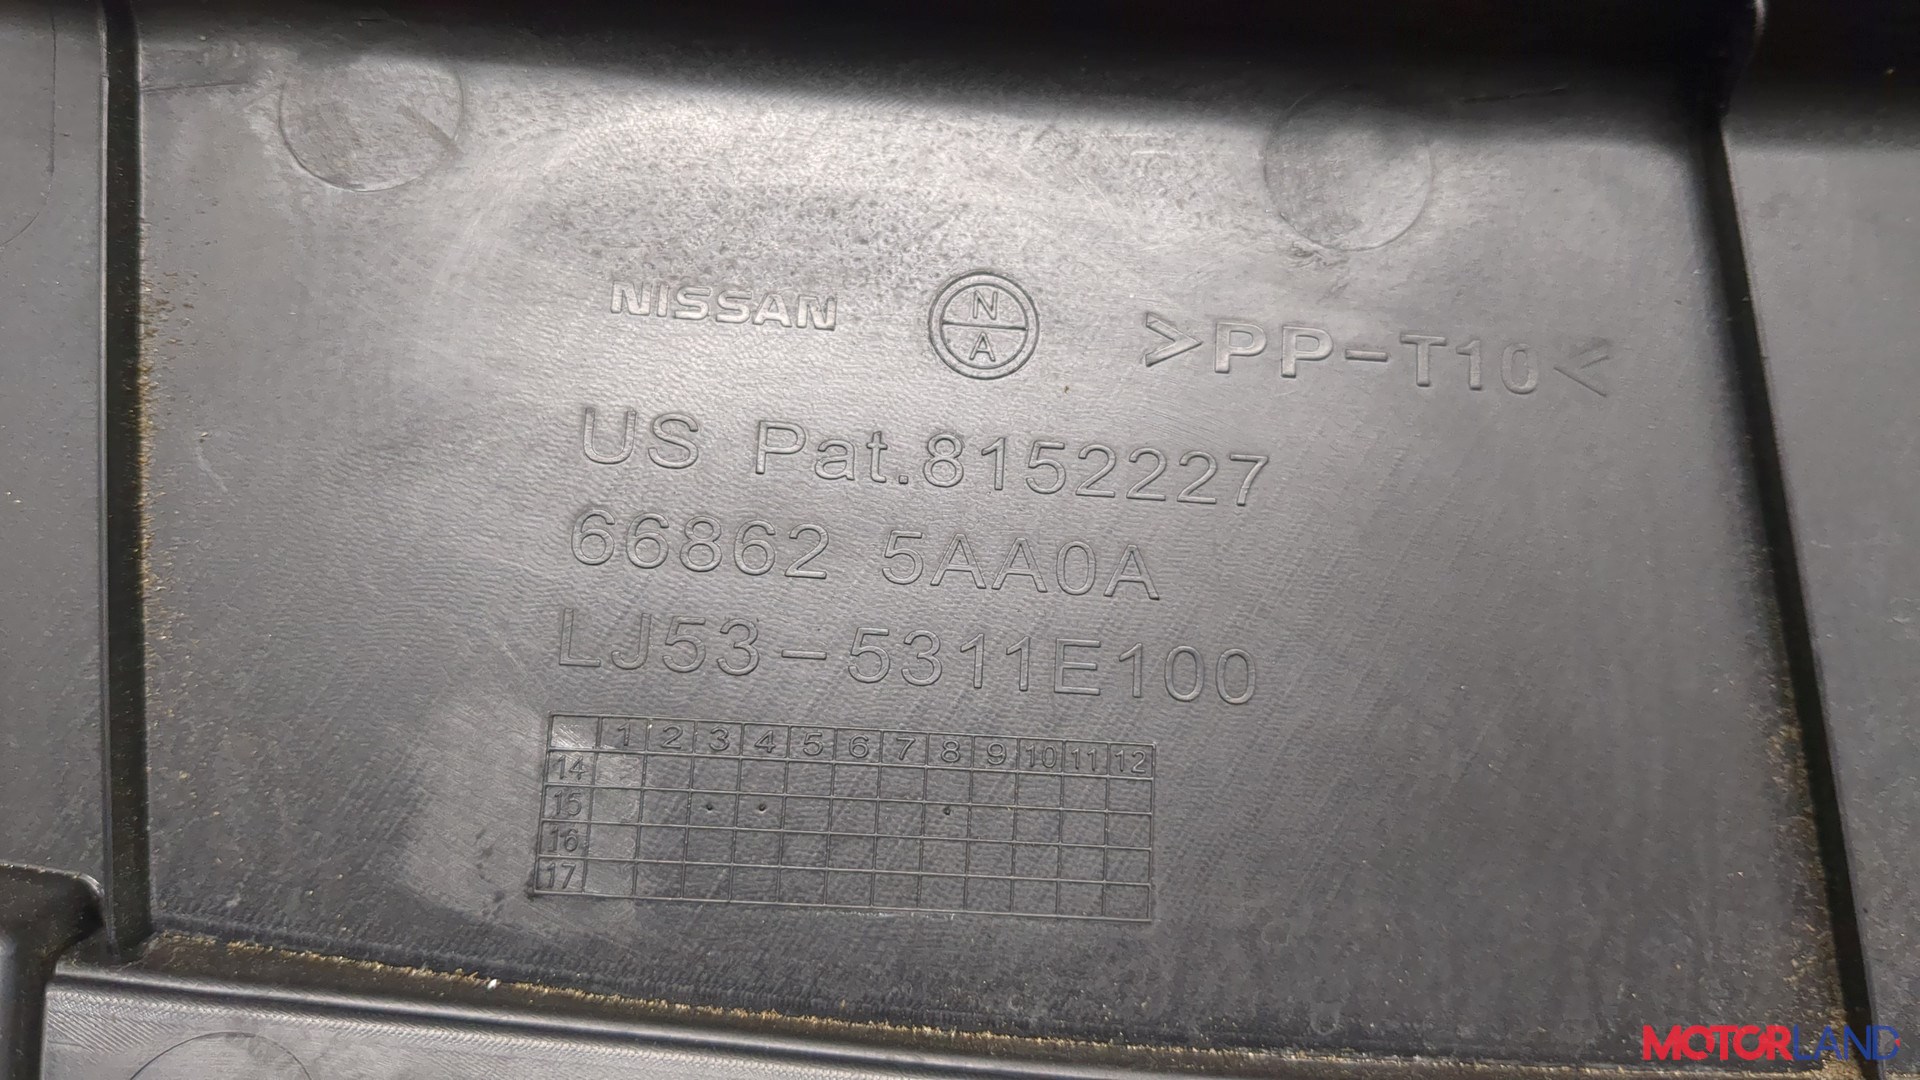 NISSAN N A >PP-T10<
US Pat.8152227
66862 5AA0A
LJ53-5311E100
1 2 3 4 5 6 7 8 9 10 11 12
14
15
16
17
MOTORLAND